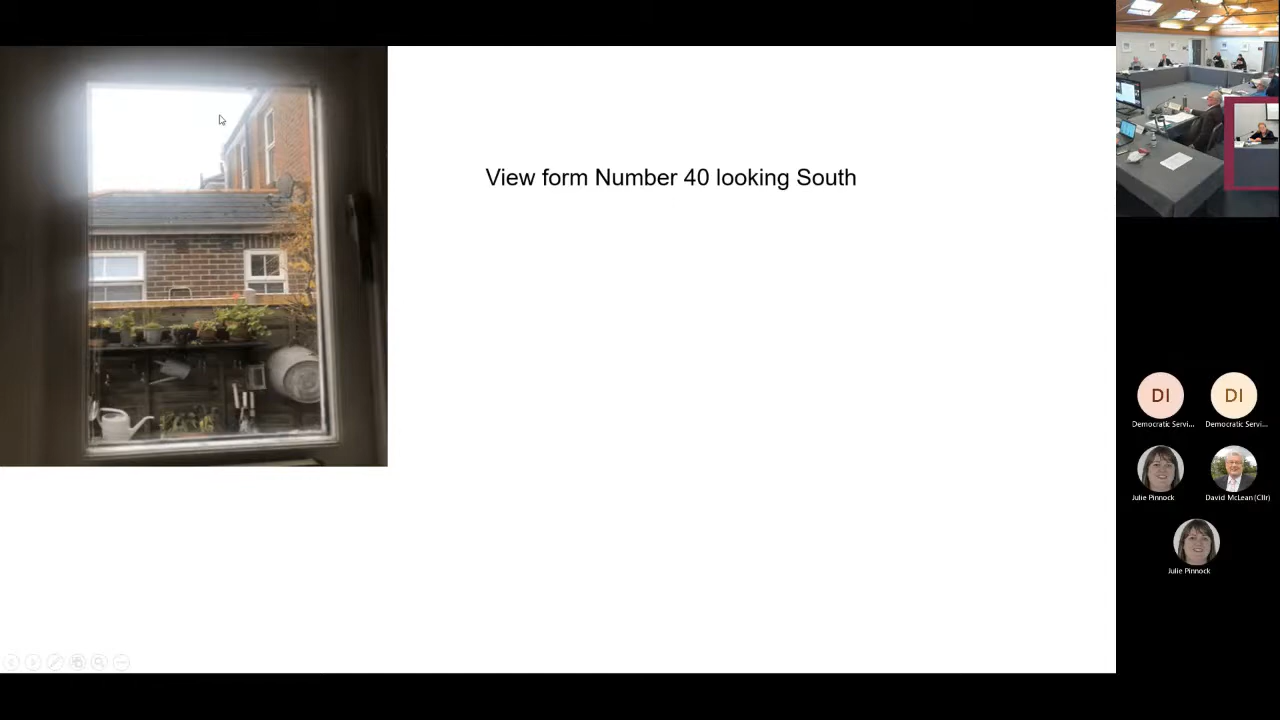 View form Number 40 looking South
DI
DI
Democratic Servi...
Democratic Servi...
Julie Pinnock
David McLean (Cllr)
Julie Pinnock